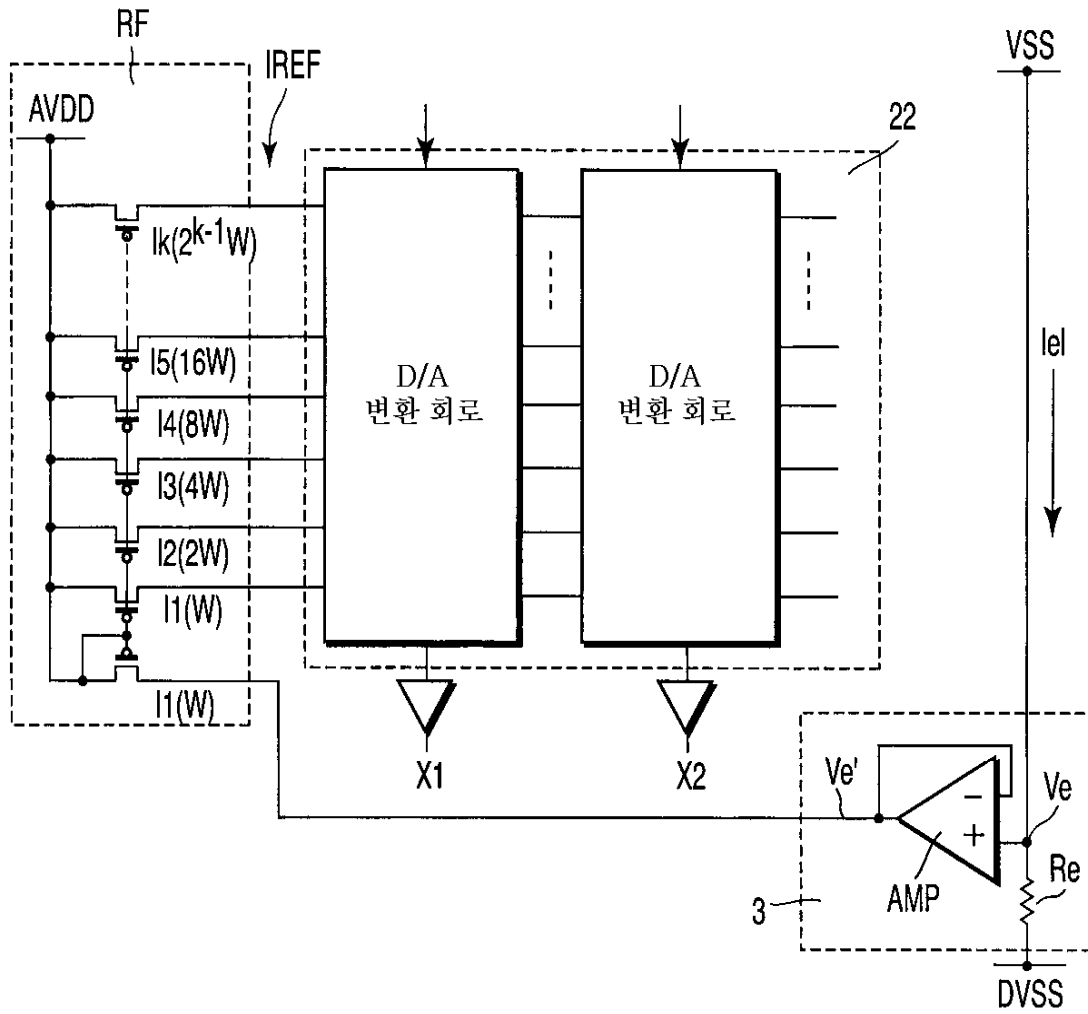 RF
IREF
VSS
AVDD
22
Ik(2^k-1W)
I5(16W)
I4(8W)
I3(4W)
I2(2W)
I1(W)
I1(W)
D/A
변환 회로
D/A
변환 회로
Iel
X1
X2
Ve'
Ve
−
+
AMP
Re
3
DVSS